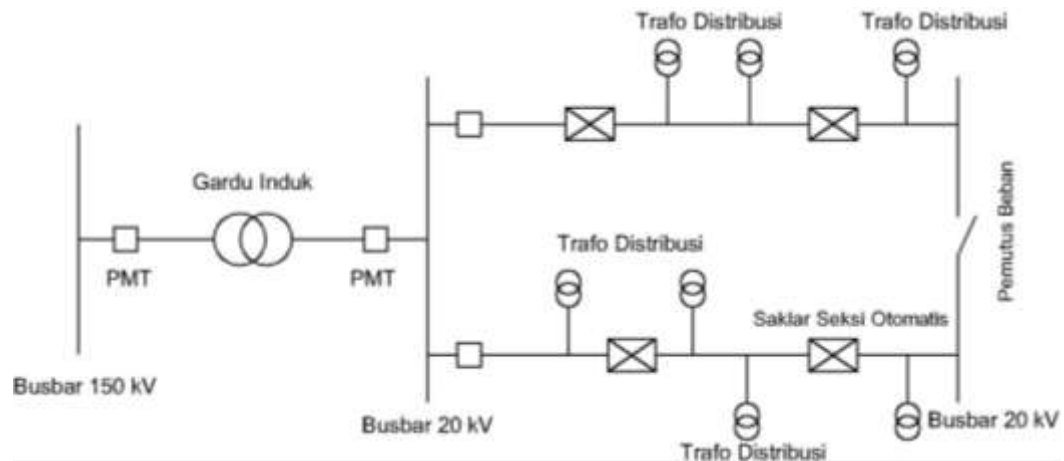 Trafo Distribusi
Trafo Distribusi
Gardu Induk
PMT
PMT
Trafo Distribusi
Pemutus Beban
Saklar Seksi Otomatis
Busbar 150 kV
Busbar 20 kV
Busbar 20 kV
Trafo Distribusi